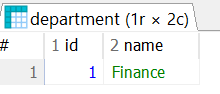 department (1r × 2c)
# 1 id 2 name
1 1 Finance